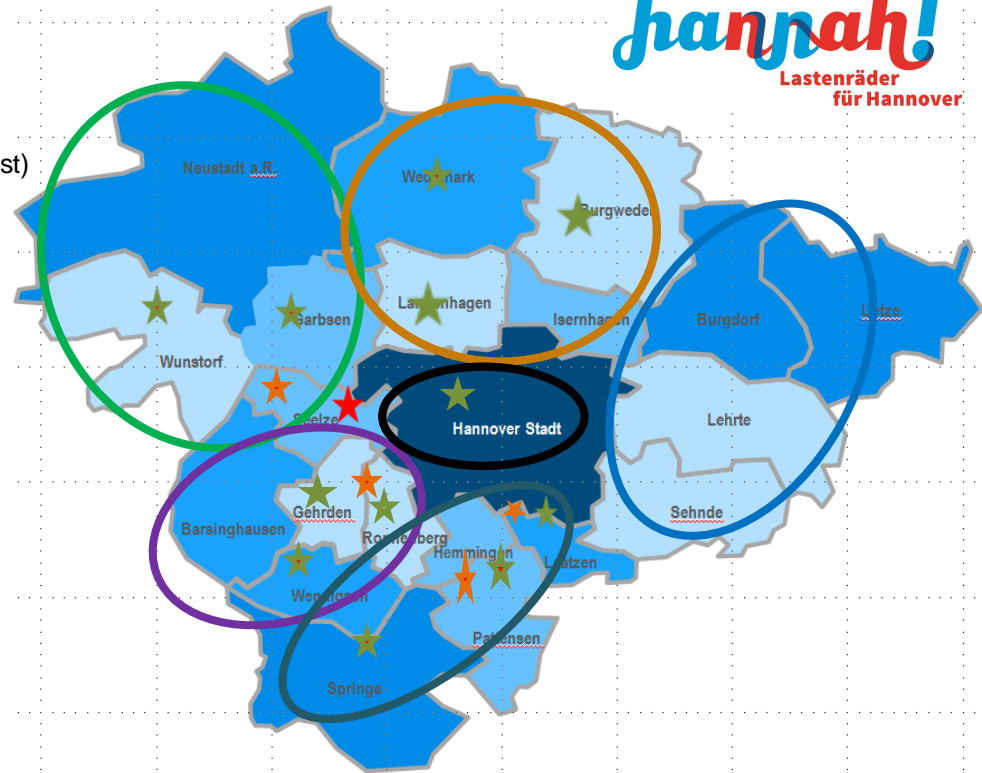 hannah!
Lastenräder
für Hannover
st)
Neustadt a.R.
Wedemark
Burgwedel
Langenhagen
Garbsen
Isernhagen
Burgdorf
Uetze
Wunstorf
Seelze
Hannover Stadt
Lehrte
Gehrden
Sehnde
Barsinghausen
Ronnenberg
Hemmingen
Laatzen
Wennigsen
Pattensen
Springe